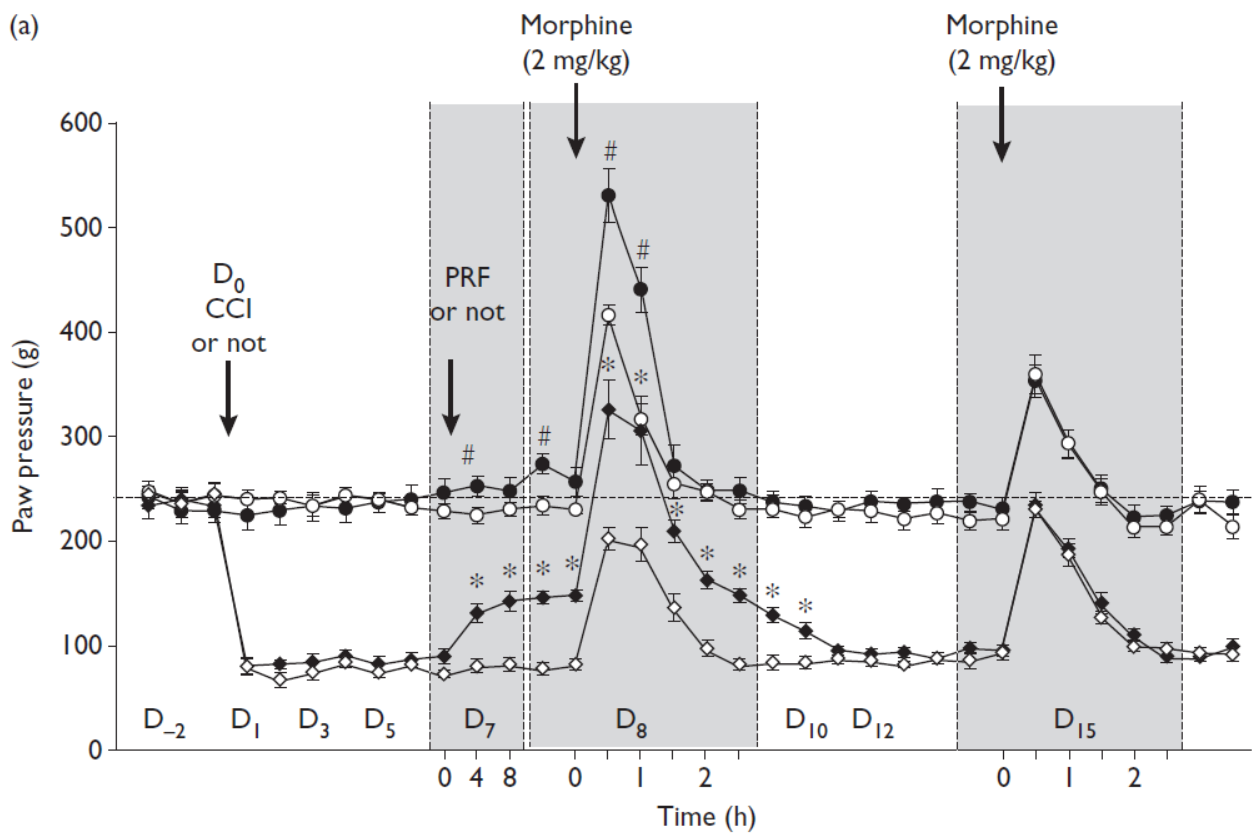 (a)
Morphine
(2 mg/kg)
Morphine
(2 mg/kg)
600
500
400
300
200
100
0
Paw pressure (g)
D0
CCI
or not
PRF
or not
#
#
#
#
* * * * * * * * * * *
D–2 D1 D3 D5 D7 D8 D10 D12 D15
0 4 8 0 1 2 0 1 2
Time (h)